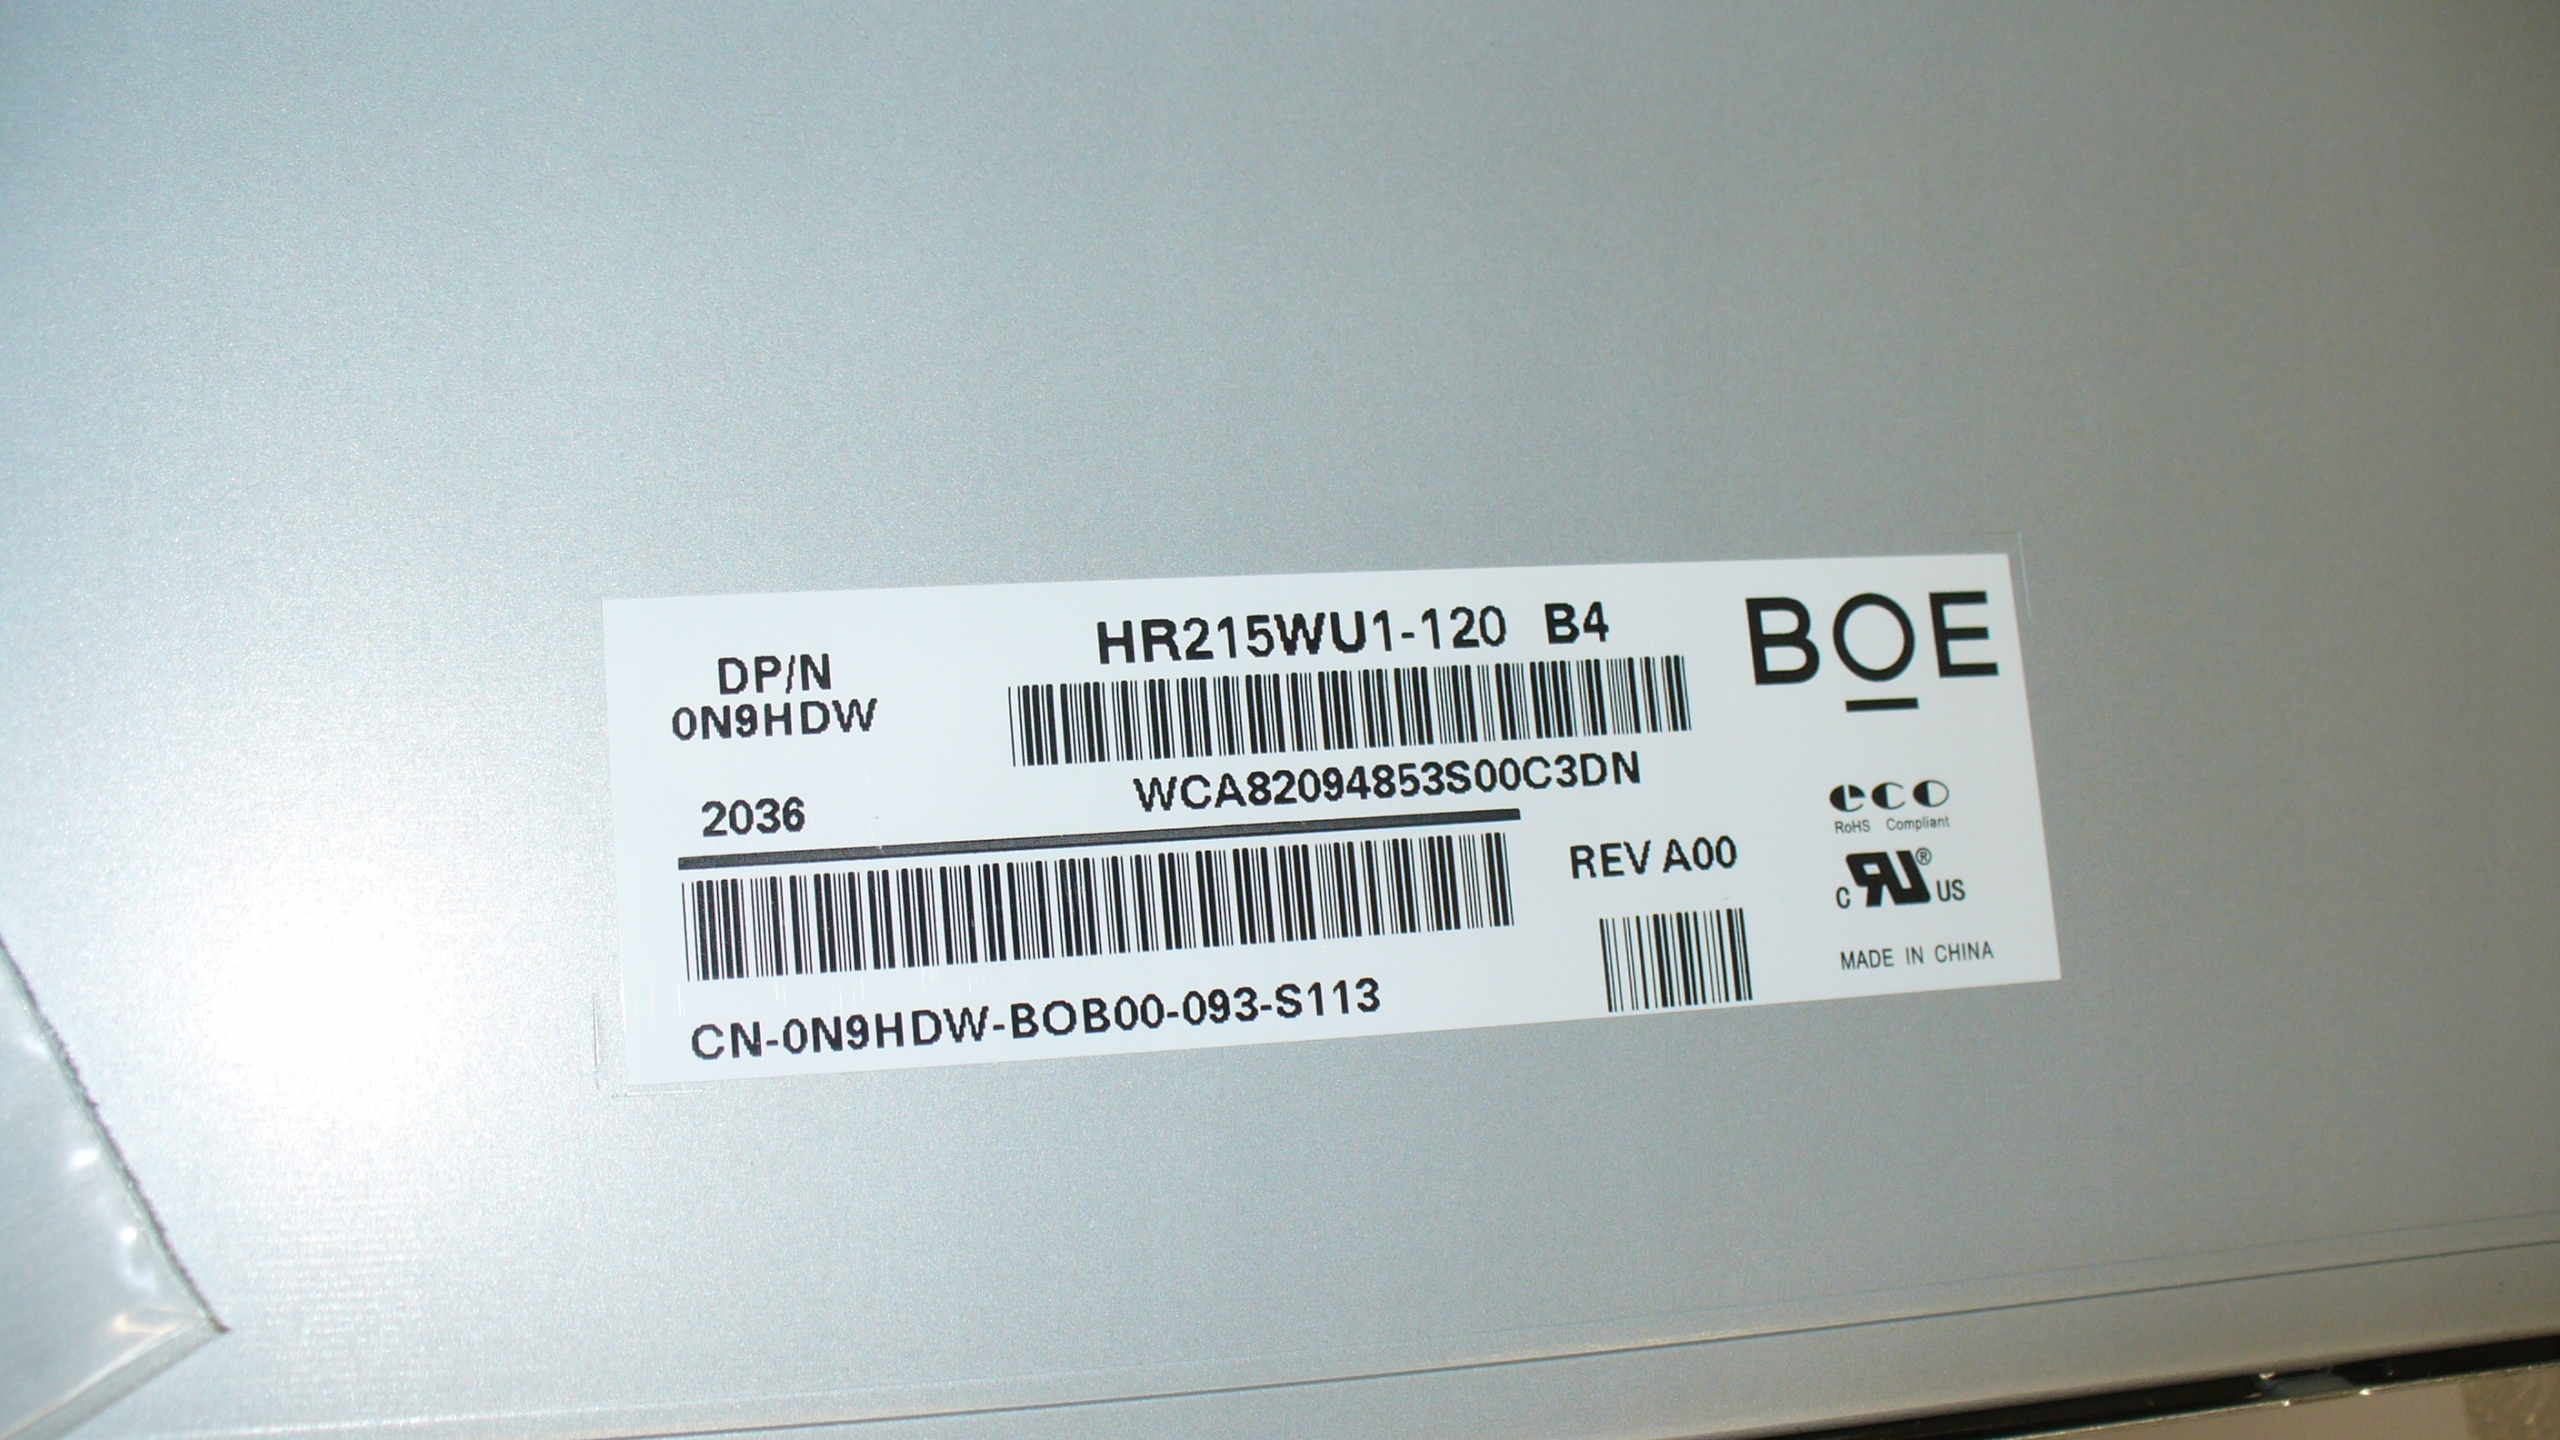 HR215WU1-120 B4
BOE
DP/N
0N9HDW
WCA82094853S00C3DN
2036
eco
RoHS Compliant
REV A00
c RU® US
MADE IN CHINA
CN-0N9HDW-BOB00-093-S113